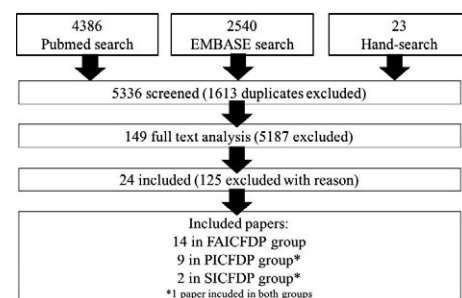 4386
Pubmed search
2540
EMBASE search
23
Hand-search
5336 screened (1613 duplicates excluded)
149 full text analysis (5187 excluded)
24 included (125 excluded with reason)
Included papers:
14 in FAICFDP group
9 in PICFDP group*
2 in SICFDP group*
*1 paper incuded in both groups